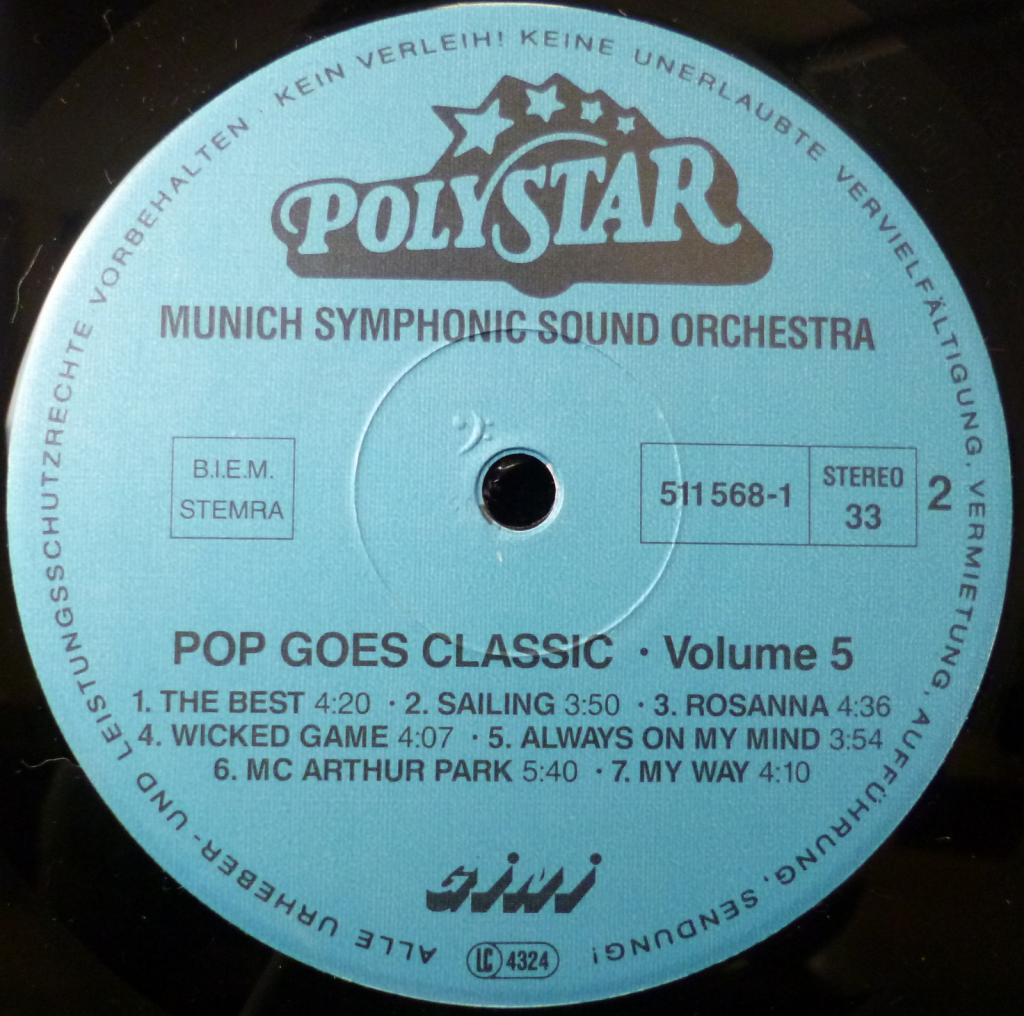 ALLE URHEBER- UND LEISTUNGSSCHUTZRECHTE VORBEHALTEN · KEIN VERLEIH! KEINE UNERLAUBTE VERVIELFÄLTIGUNG, VERMIETUNG, AUFFÜHRUNG, SENDUNG!
POLYSTAR
MUNICH SYMPHONIC SOUND ORCHESTRA
B.I.E.M.
STEMRA
511 568-1
STEREO
33
2
POP GOES CLASSIC · Volume 5
1. THE BEST 4:20 · 2. SAILING 3:50 · 3. ROSANNA 4:36
4. WICKED GAME 4:07 · 5. ALWAYS ON MY MIND 3:54
6. MC ARTHUR PARK 5:40 · 7. MY WAY 4:10
LC 4324